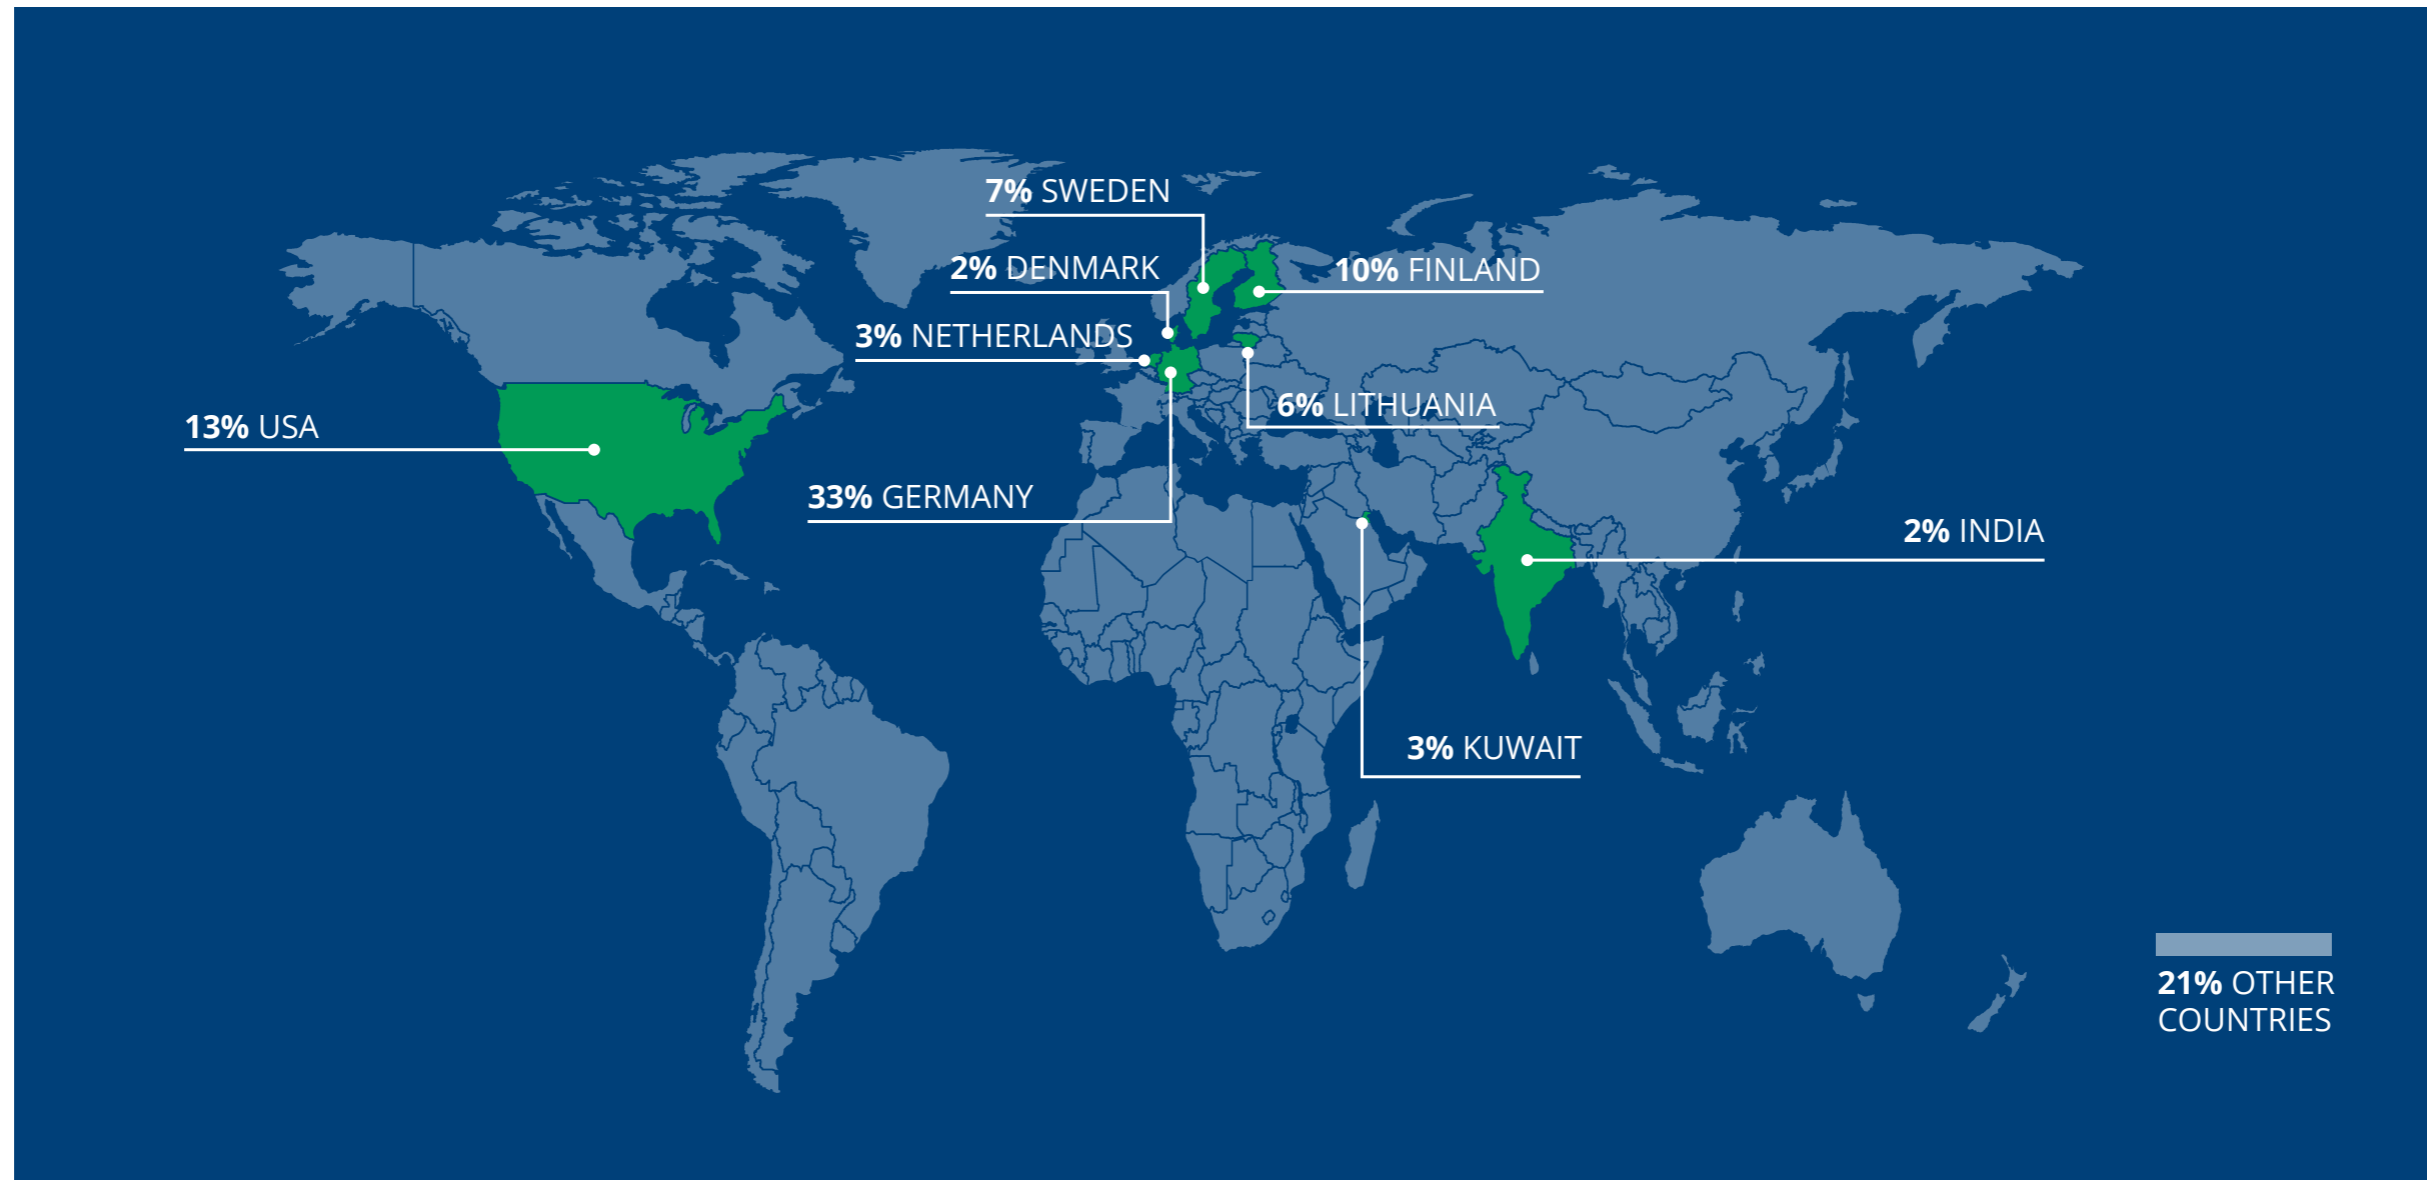 7% SWEDEN
2% DENMARK
10% FINLAND
3% NETHERLANDS
6% LITHUANIA
13% USA
33% GERMANY
2% INDIA
3% KUWAIT
21% OTHER
COUNTRIES